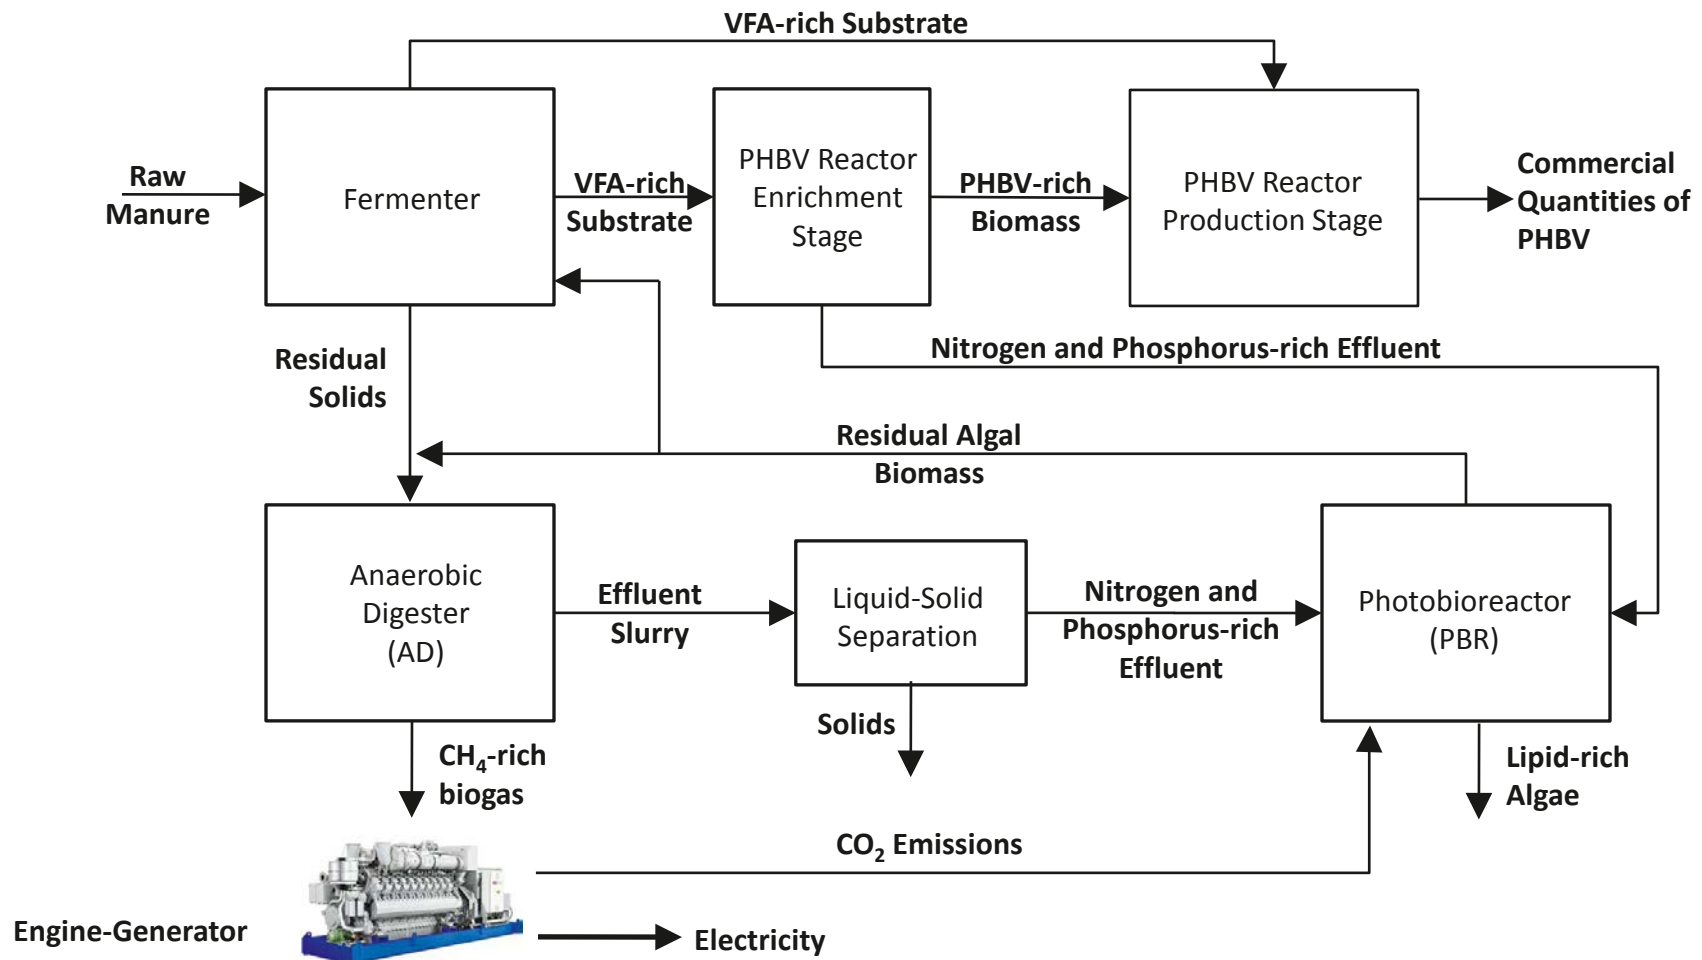 VFA-rich Substrate
Raw
Manure
Fermenter
VFA-rich
Substrate
PHBV Reactor
Enrichment
Stage
PHBV-rich
Biomass
PHBV Reactor
Production Stage
Commercial
Quantities of
PHBV
Residual
Solids
Nitrogen and Phosphorus-rich Effluent
Residual Algal
Biomass
Anaerobic
Digester
(AD)
Effluent
Slurry
Liquid-Solid
Separation
Nitrogen and
Phosphorus-rich
Effluent
Photobioreactor
(PBR)
Solids
CH₄-rich
biogas
Lipid-rich
Algae
CO₂ Emissions
Engine-Generator
Electricity